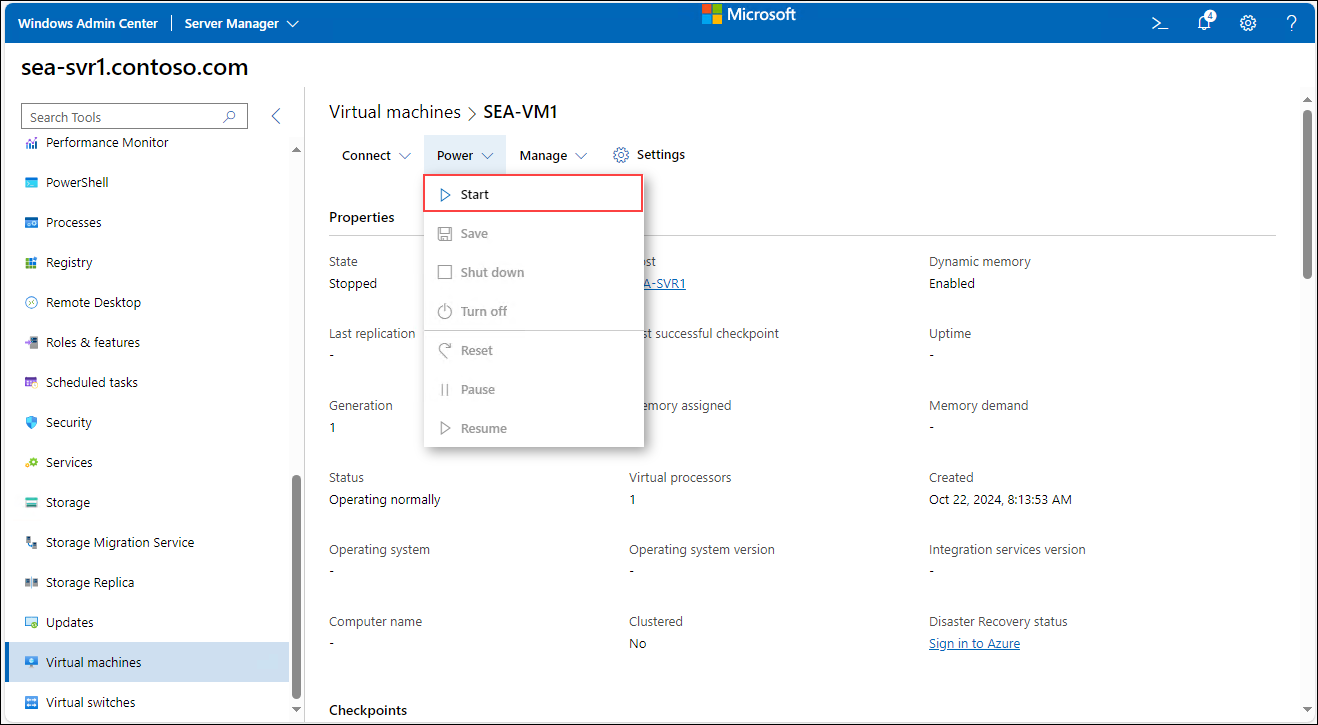 Windows Admin Center
Server Manager
Microsoft
4
sea-svr1.contoso.com
Search Tools
Performance Monitor
PowerShell
Processes
Registry
Remote Desktop
Roles & features
Scheduled tasks
Security
Services
Storage
Storage Migration Service
Storage Replica
Updates
Virtual machines
Virtual switches
Virtual machines > SEA-VM1
Connect
Power
Manage
Settings
Start
Save
Shut down
Turn off
Reset
Pause
Resume
Properties
State
Stopped
st
A-SVR1
Dynamic memory
Enabled
Last replication
-
st successful checkpoint
Uptime
-
Generation
1
emory assigned
Memory demand
-
Status
Operating normally
Virtual processors
1
Created
Oct 22, 2024, 8:13:53 AM
Operating system
-
Operating system version
-
Integration services version
-
Computer name
-
Clustered
No
Disaster Recovery status
Sign in to Azure
Checkpoints